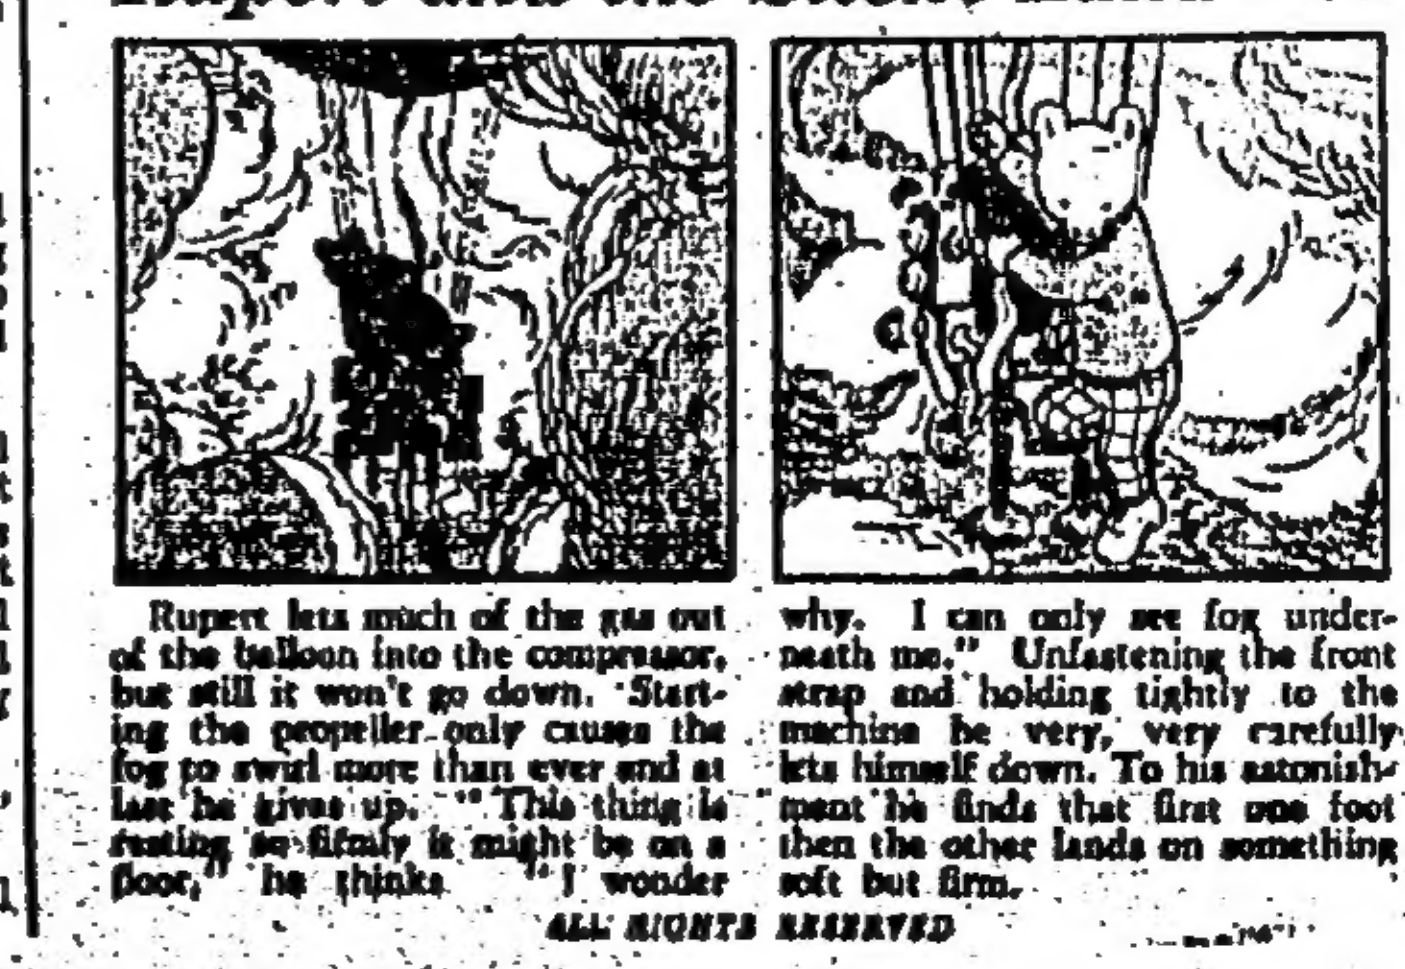 Rupert and the
Rupert lets much of the gas out
of the balloon into the compressor,
but still it won't go down. Start-
ing the propeller only causes the
fog to swirl more than ever and at
last he gives up. "This thing is
resting so firmly it might be on a
floor," he thinks "I wonder
why. I can only see fog under-
neath me." Unfastening the front
strap and holding tightly to the
machine he very, very carefully
lets himself down. To his astonish-
ment he finds that first one foot
then the other lands on something
soft but firm.
ALL RIGHTS RESERVED